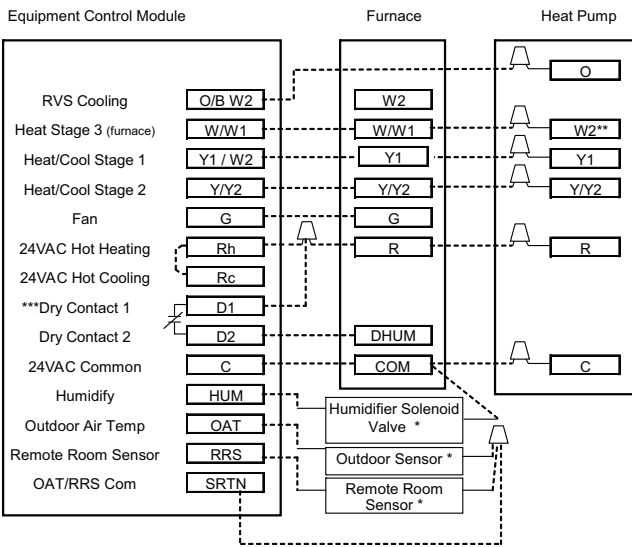 Equipment Control Module Furnace Heat Pump
O
RVS Cooling O/B W2 W2
Heat Stage 3 (furnace) W/W1 W/W1 W2**
Heat/Cool Stage 1 Y1 / W2 Y1 Y1
Heat/Cool Stage 2 Y/Y2 Y/Y2 Y/Y2
Fan G G
24VAC Hot Heating Rh R R
24VAC Hot Cooling Rc
***Dry Contact 1 D1
Dry Contact 2 D2 DHUM
24VAC Common C COM C
Humidify HUM
Humidifier Solenoid
Valve *
Outdoor Air Temp OAT
Remote Room Sensor RRS Outdoor Sensor *
OAT/RRS Com SRTN
Remote Room
Sensor *